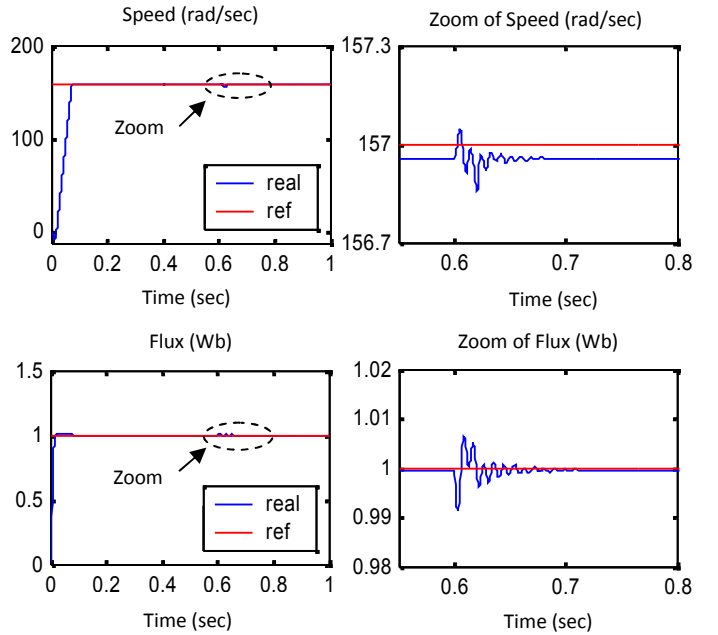 Speed (rad/sec)
200
100
0
Zoom
real
ref
0 0.2 0.4 0.6 0.8 1
Time (sec)
Zoom of Speed (rad/sec)
157.3
157
156.7
0.6 0.7 0.8
Time (sec)
Flux (Wb)
1.5
1
0.5
0
Zoom
real
ref
0 0.2 0.4 0.6 0.8 1
Time (sec)
Zoom of Flux (Wb)
1.02
1.01
1
0.99
0.98
0.6 0.7 0.8
Time (sec)